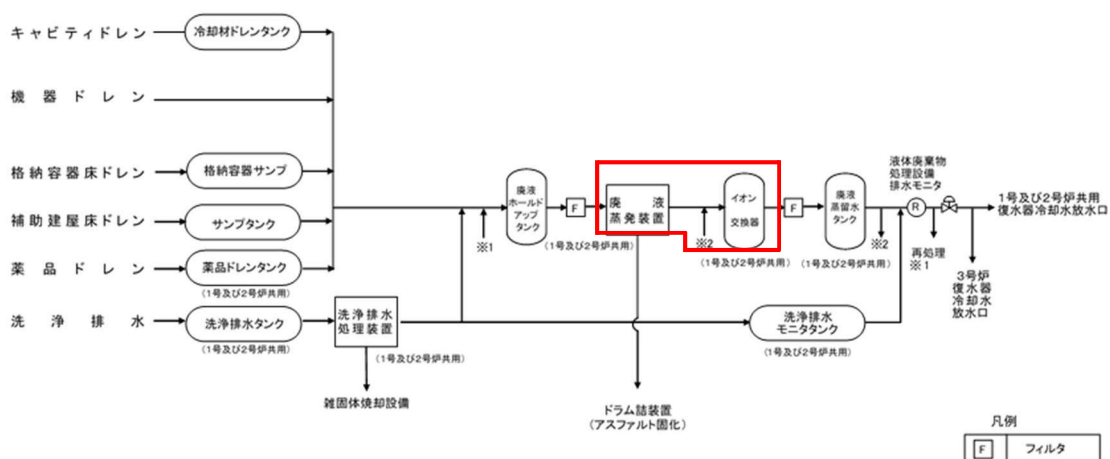 キャビティドレン
冷却材ドレンタンク
機器ドレン
格納容器床ドレン
格納容器サンプ
補助建屋床ドレン
サンプタンク
薬品ドレン
薬品ドレンタンク
(1号及び2号炉共用)
洗浄排水
洗浄排水タンク
(1号及び2号炉共用)
洗浄排水
処理装置
(1号及び2号炉共用)
雑固体焼却設備
※1
廃液
ホールド
アップ
タンク
(1号及び2号炉共用)
F
廃液
蒸発装置
※2
イオン
交換器
(1号及び2号炉共用)
F
廃液
蒸留水
タンク
(1号及び2号炉共用)
※2
液体廃棄物
処理設備
排水モニタ
R
再処理
※1
1号及び2号炉共用
復水器冷却水放水口
3号炉
復水器
冷却水
放水口
洗浄排水
モニタタンク
(1号及び2号炉共用)
ドラム詰装置
(アスファルト固化)
凡例
F フィルタ